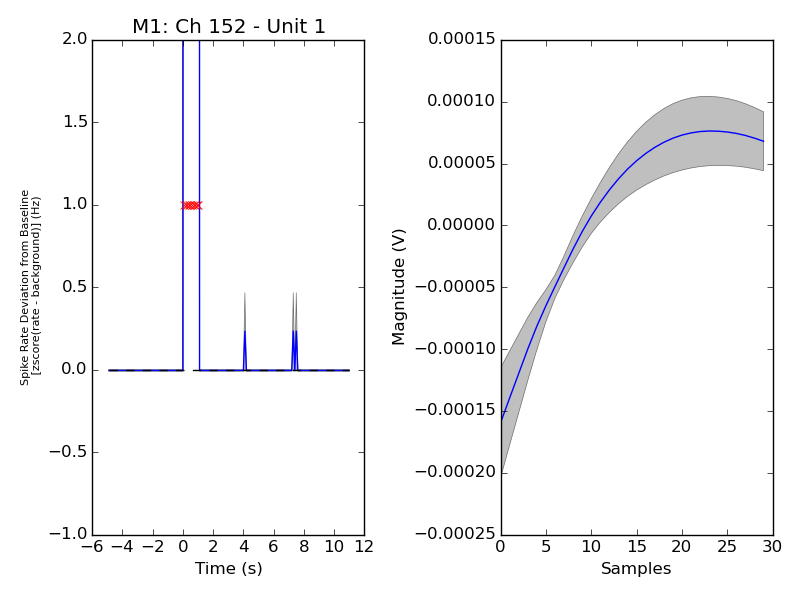 M1: Ch 152 - Unit 1
2.0
1.5
1.0
0.5
0.0
−0.5
−1.0
−6 −4 −2 0 2 4 6 8 10 12
Time (s)
Spike Rate Deviation from Baseline
[zscore(rate - background)] (Hz)
0.00015
0.00010
0.00005
0.00000
−0.00005
−0.00010
−0.00015
−0.00020
−0.00025
0 5 10 15 20 25 30
Samples
Magnitude (V)